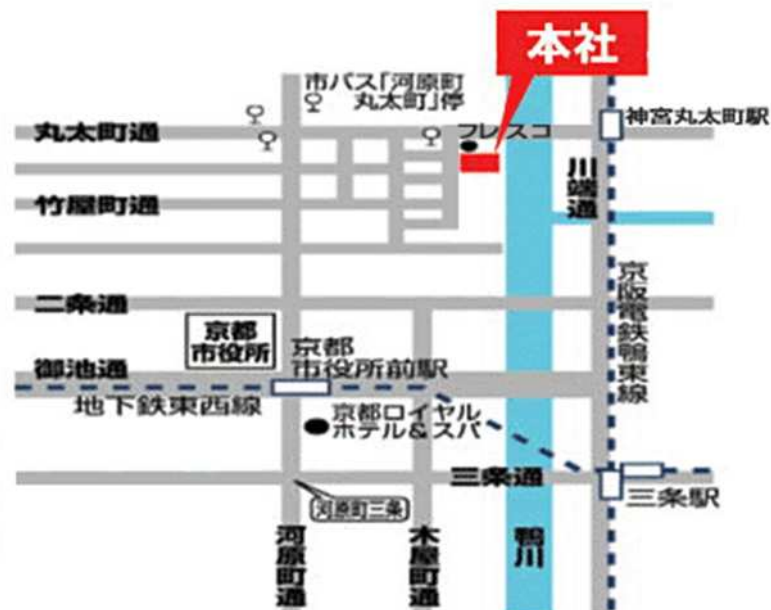 本社
市バス「河原町
丸太町」停
神宮丸太町駅
丸太町通
フレスコ
川端通
竹屋町通
京阪電鉄鴨東線
二条通
京都
市役所
京都
市役所前駅
御池通
地下鉄東西線
京都ロイヤル
ホテル&スパ
三条通
三条駅
河原町三条
河原町通
木屋町通
鴨川